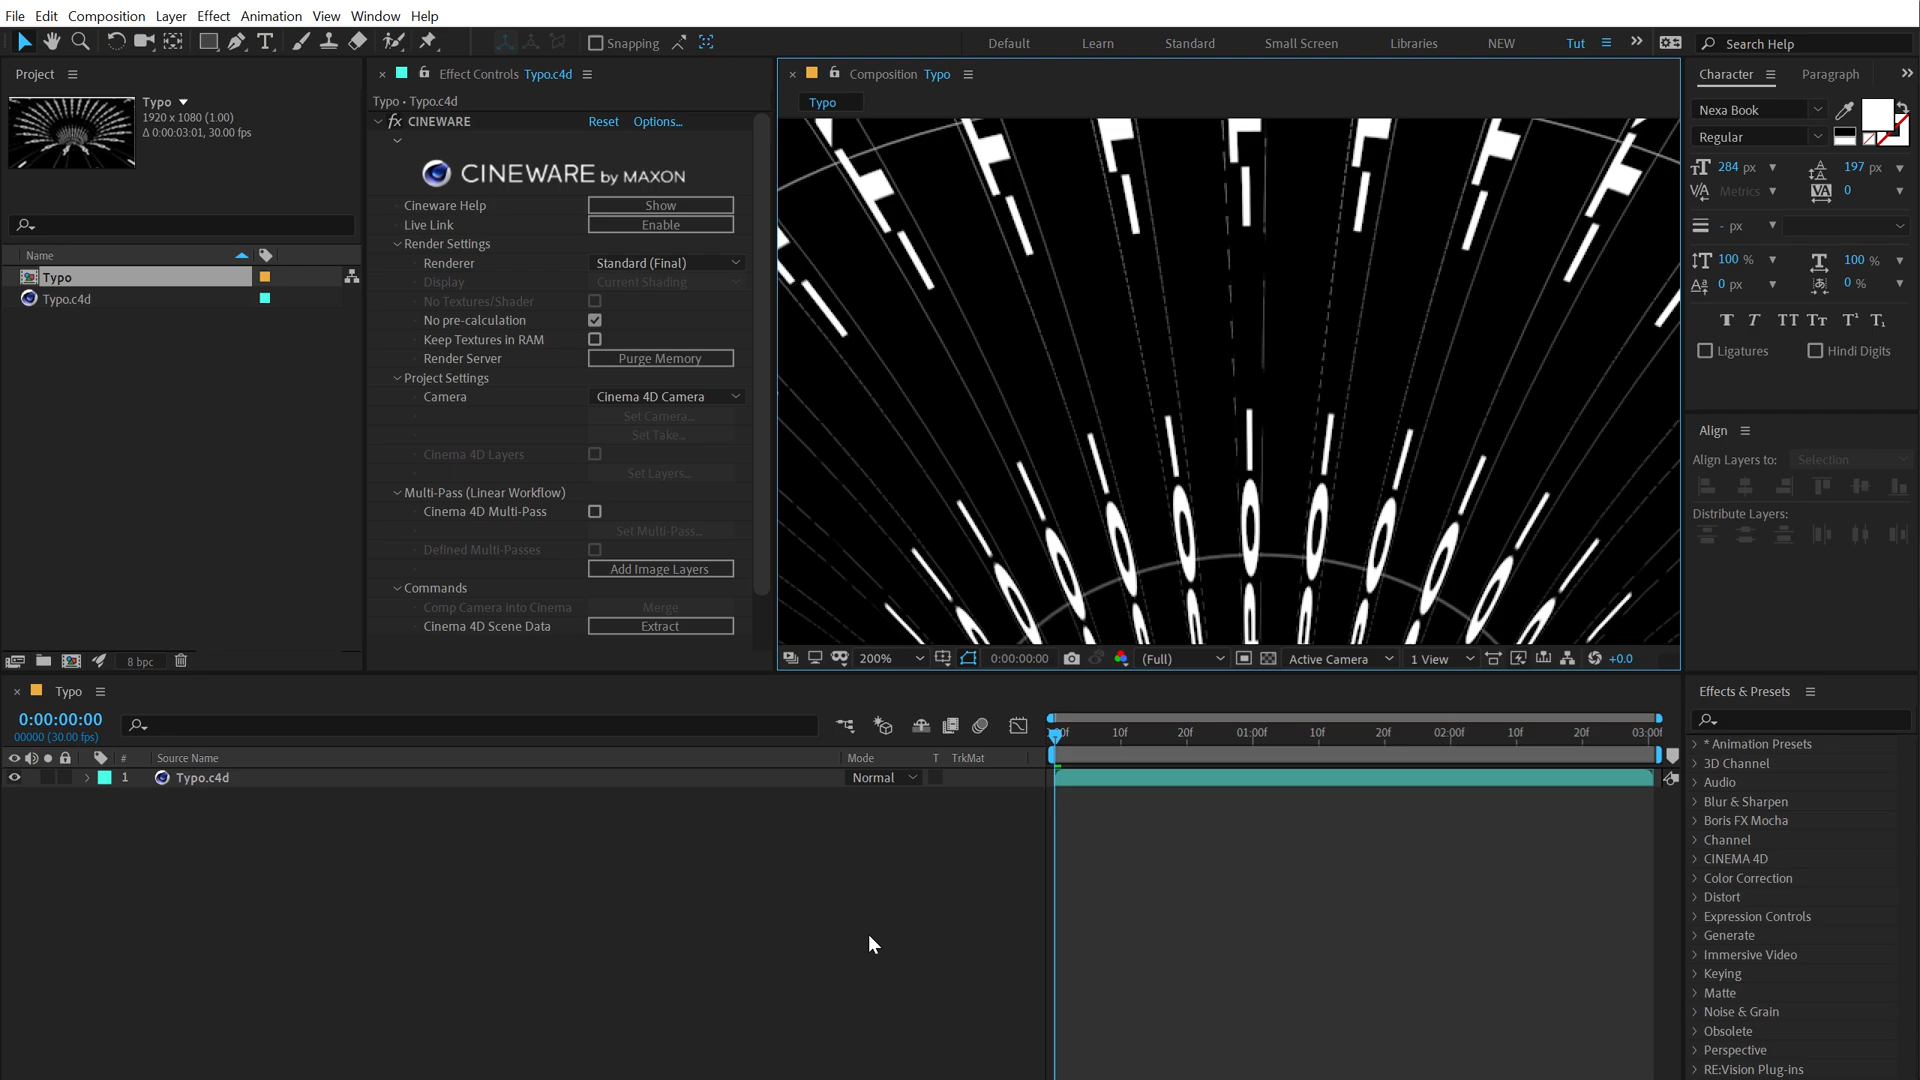 File Edit Composition Layer Effect Animation View Window Help
Snapping
Default Learn Standard Small Screen Libraries NEW Tut
Search Help
Project
Typo
1920 x 1080 (1.00)
Δ 0:00:03:01, 30.00 fps
Name
Typo
Typo.c4d
8 bpc
Effect Controls Typo.c4d
Typo • Typo.c4d
fx CINEWARE Reset Options...
CINEWARE by MAXON
Cineware Help Show
Live Link Enable
Render Settings
Renderer Standard (Final)
Display Current Shading
No Textures/Shader
No pre-calculation
Keep Textures in RAM
Render Server Purge Memory
Project Settings
Camera Cinema 4D Camera
Set Camera...
Set Take...
Cinema 4D Layers
Set Layers...
Multi-Pass (Linear Workflow)
Cinema 4D Multi-Pass
Set Multi-Pass...
Defined Multi-Passes
Add Image Layers
Commands
Comp Camera into Cinema Merge
Cinema 4D Scene Data Extract
Composition Typo
Typo
200% 0:00:00:00 (Full) Active Camera 1 View +0.0
Character Paragraph
Nexa Book
Regular
284 px 197 px
Metrics 0
- px
100 % 100 %
0 px 0 %
T T TT Tt T¹ T₁
Ligatures Hindi Digits
Align
Align Layers to: Selection
Distribute Layers:
Typo
0:00:00:00
00000 (30.00 fps)
# Source Name Mode T TrkMat
1 Typo.c4d Normal
10f 20f 01:00f 10f 20f 02:00f 10f 20f 03:00f
Effects & Presets
* Animation Presets
3D Channel
Audio
Blur & Sharpen
Boris FX Mocha
Channel
CINEMA 4D
Color Correction
Distort
Expression Controls
Generate
Immersive Video
Keying
Matte
Noise & Grain
Obsolete
Perspective
RE:Vision Plug-ins